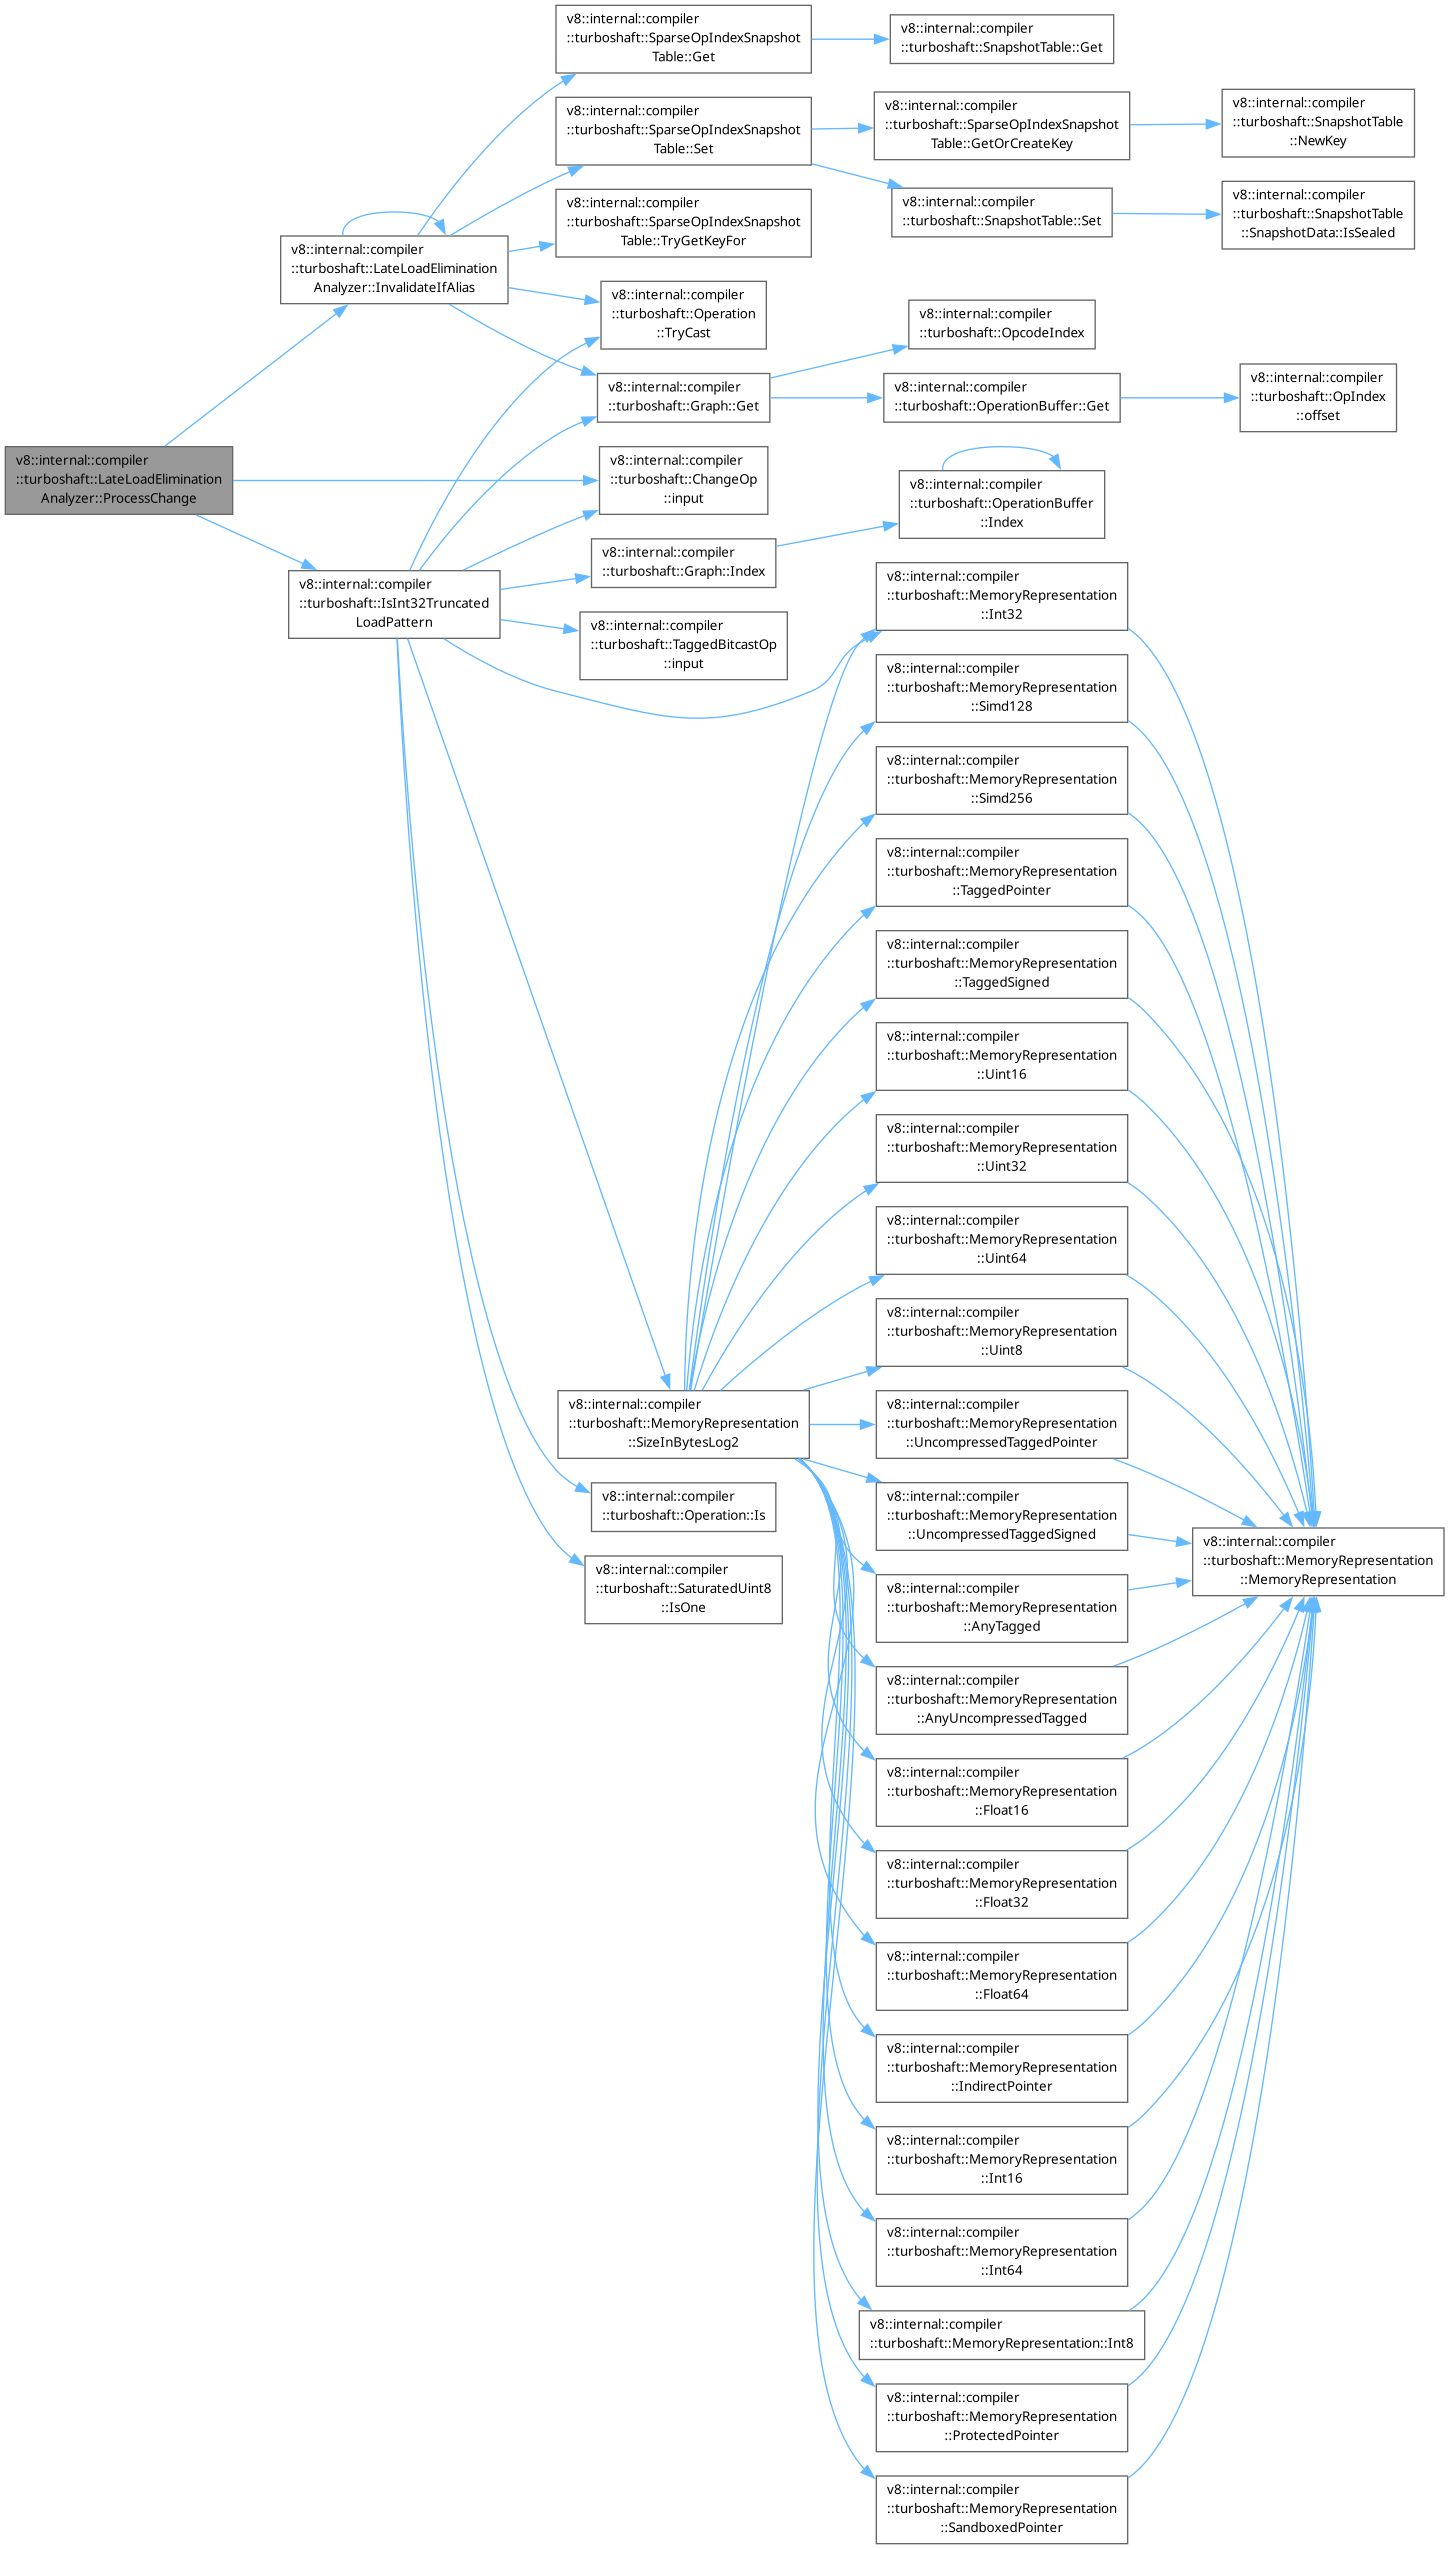 v8::internal::compiler
::turboshaft::LateLoadElimination
Analyzer::ProcessChange
v8::internal::compiler
::turboshaft::LateLoadElimination
Analyzer::InvalidateIfAlias
v8::internal::compiler
::turboshaft::IsInt32Truncated
LoadPattern
v8::internal::compiler
::turboshaft::SparseOpIndexSnapshot
Table::Get
v8::internal::compiler
::turboshaft::SparseOpIndexSnapshot
Table::Set
v8::internal::compiler
::turboshaft::SparseOpIndexSnapshot
Table::TryGetKeyFor
v8::internal::compiler
::turboshaft::Operation
::TryCast
v8::internal::compiler
::turboshaft::Graph::Get
v8::internal::compiler
::turboshaft::ChangeOp
::input
v8::internal::compiler
::turboshaft::Graph::Index
v8::internal::compiler
::turboshaft::TaggedBitcastOp
::input
v8::internal::compiler
::turboshaft::MemoryRepresentation
::SizeInBytesLog2
v8::internal::compiler
::turboshaft::Operation::Is
v8::internal::compiler
::turboshaft::SaturatedUint8
::IsOne
v8::internal::compiler
::turboshaft::SnapshotTable::Get
v8::internal::compiler
::turboshaft::SparseOpIndexSnapshot
Table::GetOrCreateKey
v8::internal::compiler
::turboshaft::SnapshotTable::Set
v8::internal::compiler
::turboshaft::OpcodeIndex
v8::internal::compiler
::turboshaft::OperationBuffer::Get
v8::internal::compiler
::turboshaft::OperationBuffer
::Index
v8::internal::compiler
::turboshaft::MemoryRepresentation
::Int32
v8::internal::compiler
::turboshaft::MemoryRepresentation
::Simd128
v8::internal::compiler
::turboshaft::MemoryRepresentation
::Simd256
v8::internal::compiler
::turboshaft::MemoryRepresentation
::TaggedPointer
v8::internal::compiler
::turboshaft::MemoryRepresentation
::TaggedSigned
v8::internal::compiler
::turboshaft::MemoryRepresentation
::Uint16
v8::internal::compiler
::turboshaft::MemoryRepresentation
::Uint32
v8::internal::compiler
::turboshaft::MemoryRepresentation
::Uint64
v8::internal::compiler
::turboshaft::MemoryRepresentation
::Uint8
v8::internal::compiler
::turboshaft::MemoryRepresentation
::UncompressedTaggedPointer
v8::internal::compiler
::turboshaft::MemoryRepresentation
::UncompressedTaggedSigned
v8::internal::compiler
::turboshaft::MemoryRepresentation
::AnyTagged
v8::internal::compiler
::turboshaft::MemoryRepresentation
::AnyUncompressedTagged
v8::internal::compiler
::turboshaft::MemoryRepresentation
::Float16
v8::internal::compiler
::turboshaft::MemoryRepresentation
::Float32
v8::internal::compiler
::turboshaft::MemoryRepresentation
::Float64
v8::internal::compiler
::turboshaft::MemoryRepresentation
::IndirectPointer
v8::internal::compiler
::turboshaft::MemoryRepresentation
::Int16
v8::internal::compiler
::turboshaft::MemoryRepresentation
::Int64
v8::internal::compiler
::turboshaft::MemoryRepresentation::Int8
v8::internal::compiler
::turboshaft::MemoryRepresentation
::ProtectedPointer
v8::internal::compiler
::turboshaft::MemoryRepresentation
::SandboxedPointer
v8::internal::compiler
::turboshaft::SnapshotTable
::NewKey
v8::internal::compiler
::turboshaft::SnapshotTable
::SnapshotData::IsSealed
v8::internal::compiler
::turboshaft::OpIndex
::offset
v8::internal::compiler
::turboshaft::MemoryRepresentation
::MemoryRepresentation